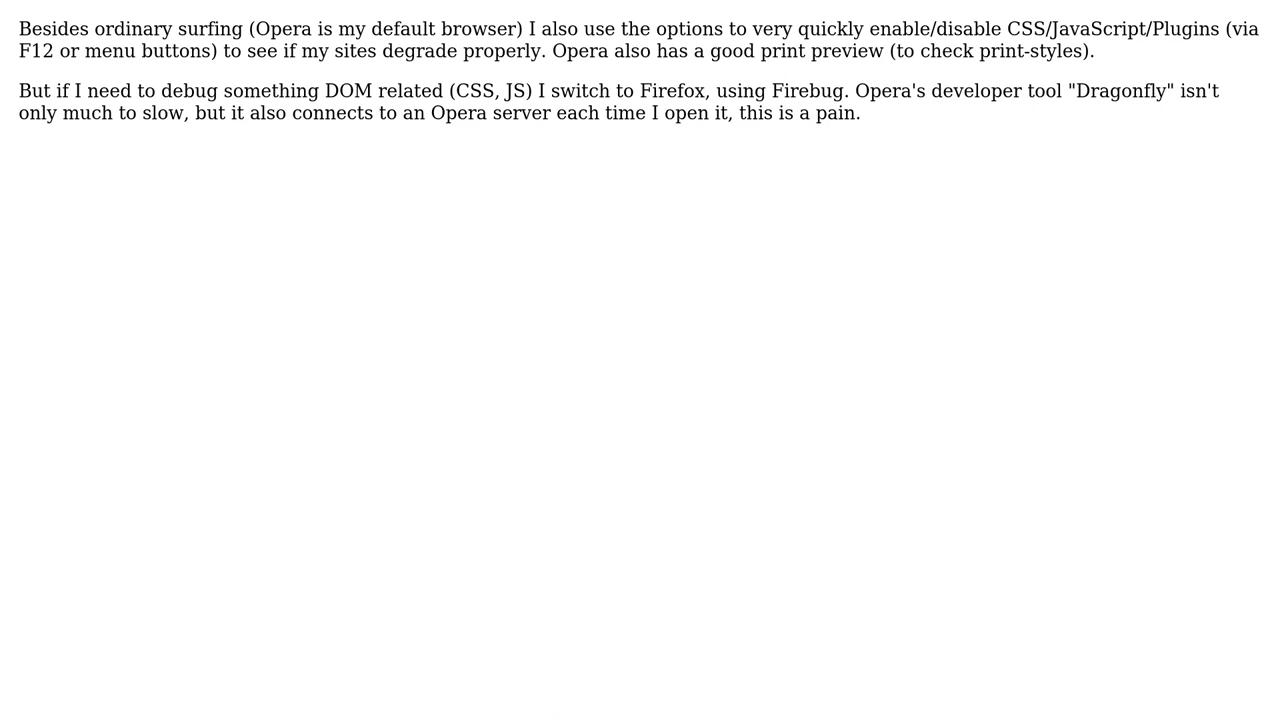 Besides ordinary surfing (Opera is my default browser) I also use the options to very quickly enable/disable CSS/JavaScript/Plugins (via
F12 or menu buttons) to see if my sites degrade properly. Opera also has a good print preview (to check print-styles).
But if I need to debug something DOM related (CSS, JS) I switch to Firefox, using Firebug. Opera's developer tool "Dragonfly" isn't
only much to slow, but it also connects to an Opera server each time I open it, this is a pain.